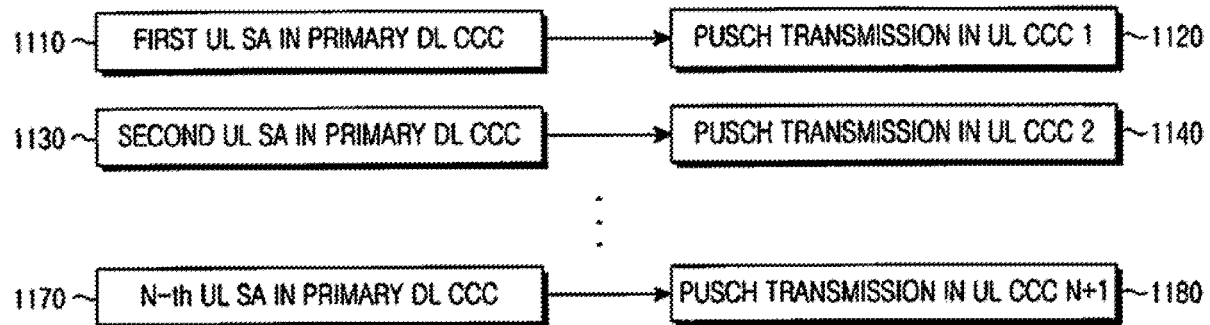 1110 FIRST UL SA IN PRIMARY DL CCC PUSCH TRANSMISSION IN UL CCC 1 1120
1130 SECOND UL SA IN PRIMARY DL CCC PUSCH TRANSMISSION IN UL CCC 2 1140
1170 N-th UL SA IN PRIMARY DL CCC PUSCH TRANSMISSION IN UL CCC N+1 1180